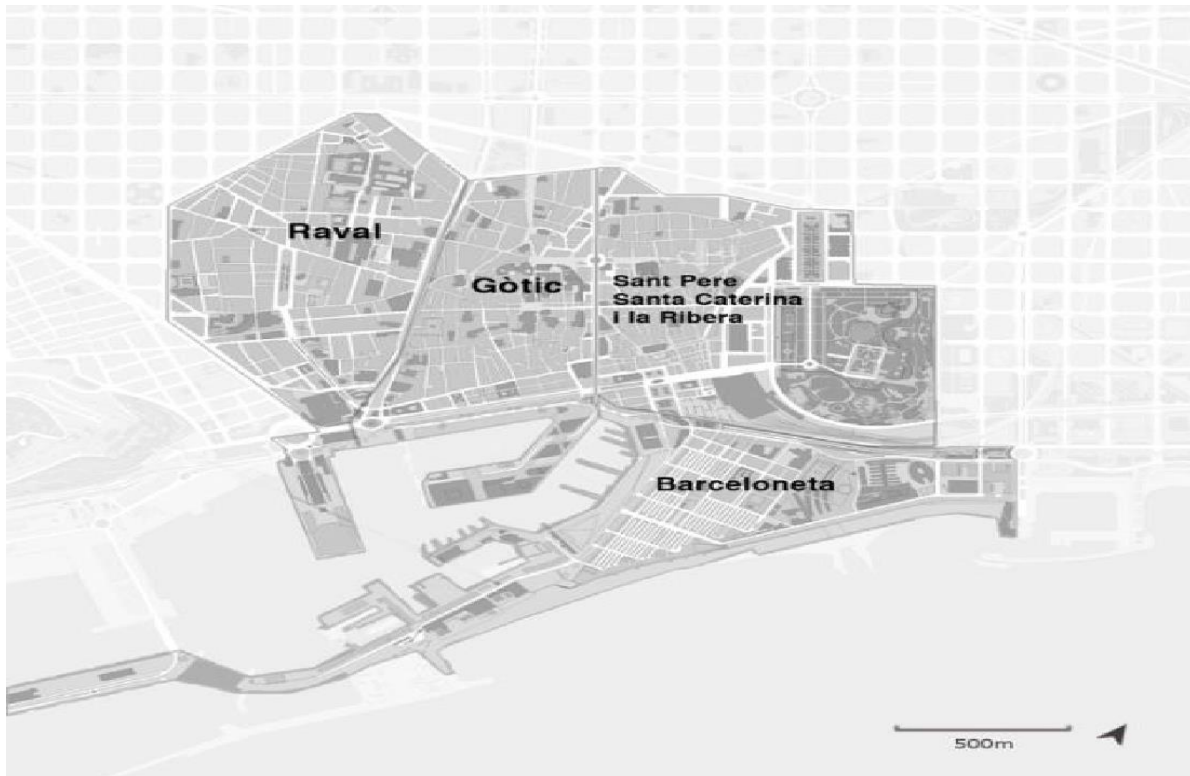 Raval
Gòtic
Sant Pere
Santa Caterina
i la Ribera
Barceloneta
500m